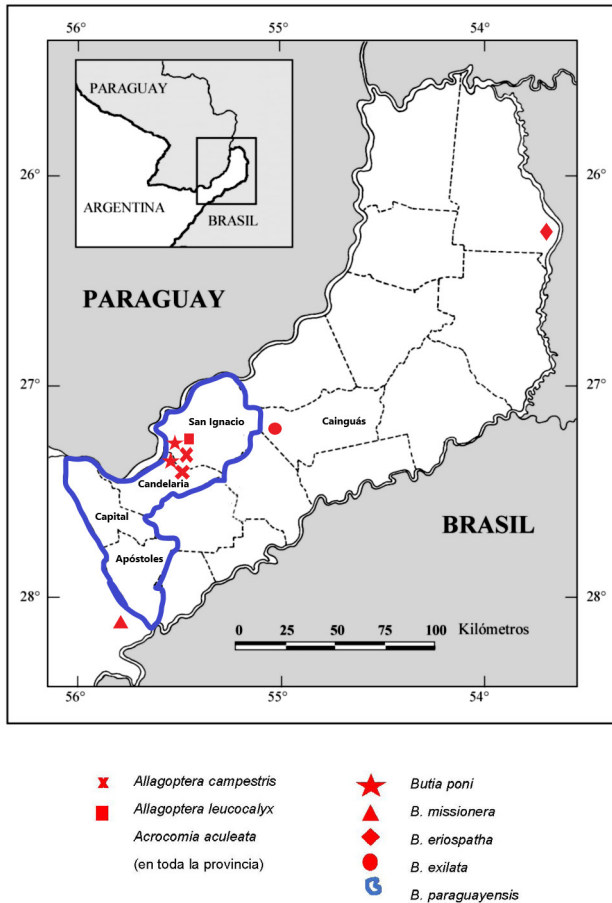 56°
55°
54°
PARAGUAY
ARGENTINA
BRASIL
26°
26°
PARAGUAY
27°
27°
San Ignacio
Cainguás
Candelaria
Capital
Apóstoles
BRASIL
28°
28°
0 25 50 75 100 Kilómetros
56°
55°
54°
Allagoptera campestris
Allagoptera leucocalyx
Acrocomia aculeata
(en toda la provincia)
Butia poni
B. missionera
B. eriospatha
B. exilata
B. paraguayensis